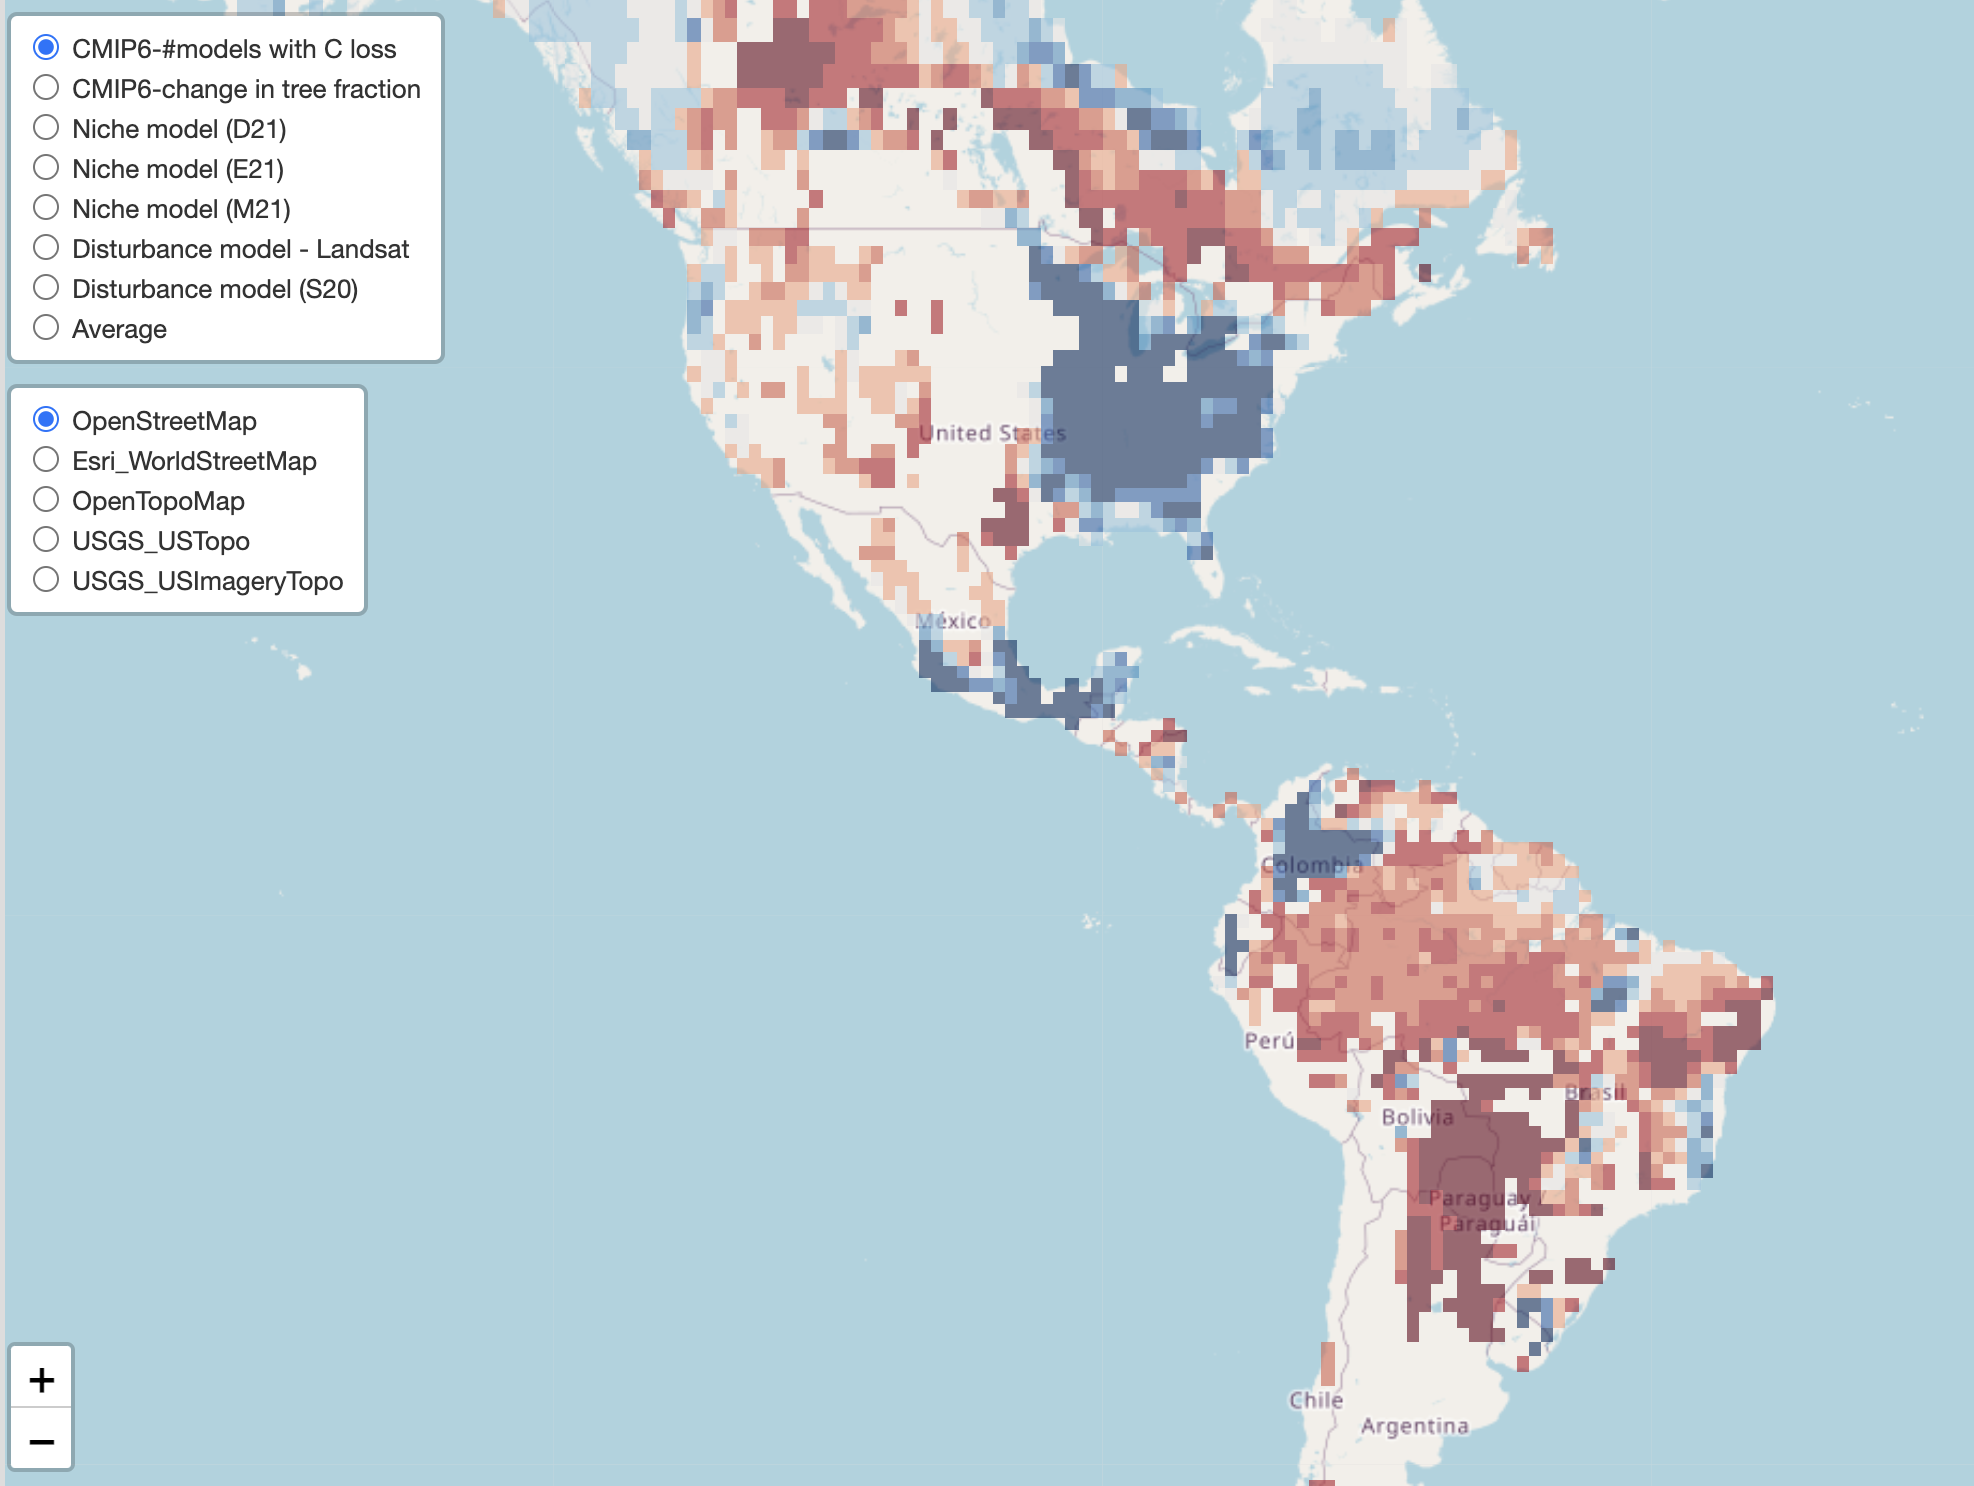 CMIP6-#models with C loss
CMIP6-change in tree fraction
Niche model (D21)
Niche model (E21)
Niche model (M21)
Disturbance model - Landsat
Disturbance model (S20)
Average
OpenStreetMap
Esri_WorldStreetMap
OpenTopoMap
USGS_USTopo
USGS_USImageryTopo
United States
México
Colombia
Perú
Brasil
Bolivia
Paraguay /
Paraguái
Chile
Argentina
+
−